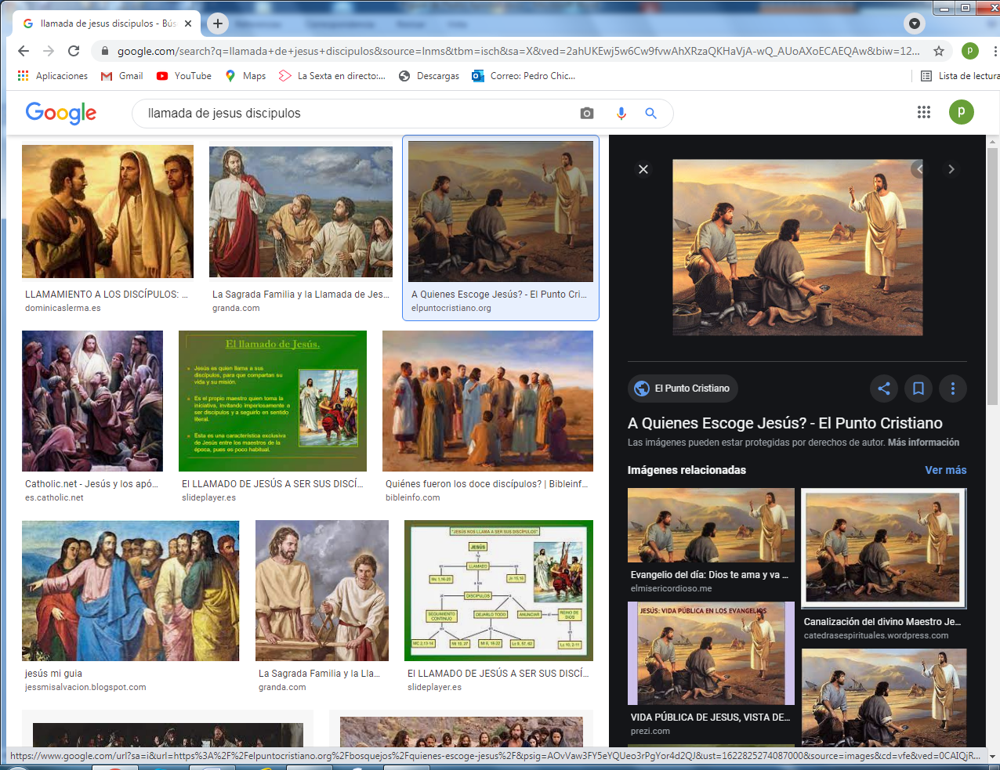 llamada de jesus discipulos - Bús
google.com/search?q=llamada+de+jesus+discipulos&source=lnms&tbm=isch&sa=X&ved=2ahUKEwj5w6Cw9fvwAhXRzaQKHaVjA-wQ_AUoAXoECAEQAw&biw=12...
p
Aplicaciones
Gmail
YouTube
Maps
La Sexta en directo:...
Descargas
Correo: Pedro Chic...
Lista de lectura
Google
llamada de jesus discipulos
p
LLAMAMIENTO A LOS DISCÍPULOS: ...
dominicaslerma.es
La Sagrada Familia y la Llamada de Jes...
granda.com
A Quienes Escoge Jesús? - El Punto Cri...
elpuntocristiano.org
El llamado de Jesús.
Jesús es quien llama a sus
discípulos, para que compartan su
vida y su misión.
Es el propio maestro quien toma la
iniciativa, invitando imperiosamente a
ser discípulos y a seguirlo en sentido
literal.
Esta es una característica exclusiva
de Jesús entre los maestros de la
época, pues es poco habitual.
Catholic.net - Jesús y los apó...
es.catholic.net
El LLAMADO DE JESÚS A SER SUS DISCÍ...
slideplayer.es
Quiénes fueron los doce discípulos? | Bibleinf...
bibleinfo.com
"JESÚS NOS LLAMA A SER SUS DISCÍPULOS"
JESÚS
LLAMADO
Mc 1,16-20
Jn 15,16
DISCIPULOS
SEGUIMIENTO
CONTINUO
DEJARLO TODO
ANUNCIAR
REINO DE
DIOS
MC 2,13-14
Mt 10, 27
Lc 9, 57, 62
Lc 10, 2-11
jesús mi guia
jessmisalvacion.blogspot.com
La Sagrada Familia y la Lla...
granda.com
El LLAMADO DE JESÚS A SER SUS DISCÍ...
slideplayer.es
El Punto Cristiano
A Quienes Escoge Jesús? - El Punto Cristiano
Las imágenes pueden estar protegidas por derechos de autor. Más información
Imágenes relacionadas
Ver más
Evangelio del día: Dios te ama y va ...
elmisericordioso.me
Canalización del divino Maestro Je...
catedrasespirituales.wordpress.com
JESÚS: VIDA PÚBLICA EN LOS EVANGELIOS
VIDA PÚBLICA DE JESUS, VISTA DE...
prezi.com
https://www.google.com/url?sa=i&url=https%3A%2F%2Felpuntocristiano.org%2Fbosquejos%2Fquienes-escoge-jesus%2F&psig=AOvVaw3FY5eYQUeo3rPgYor4d2QJ&ust=1622825274087000&source=images&cd=vfe&ved=0CAIQjR...